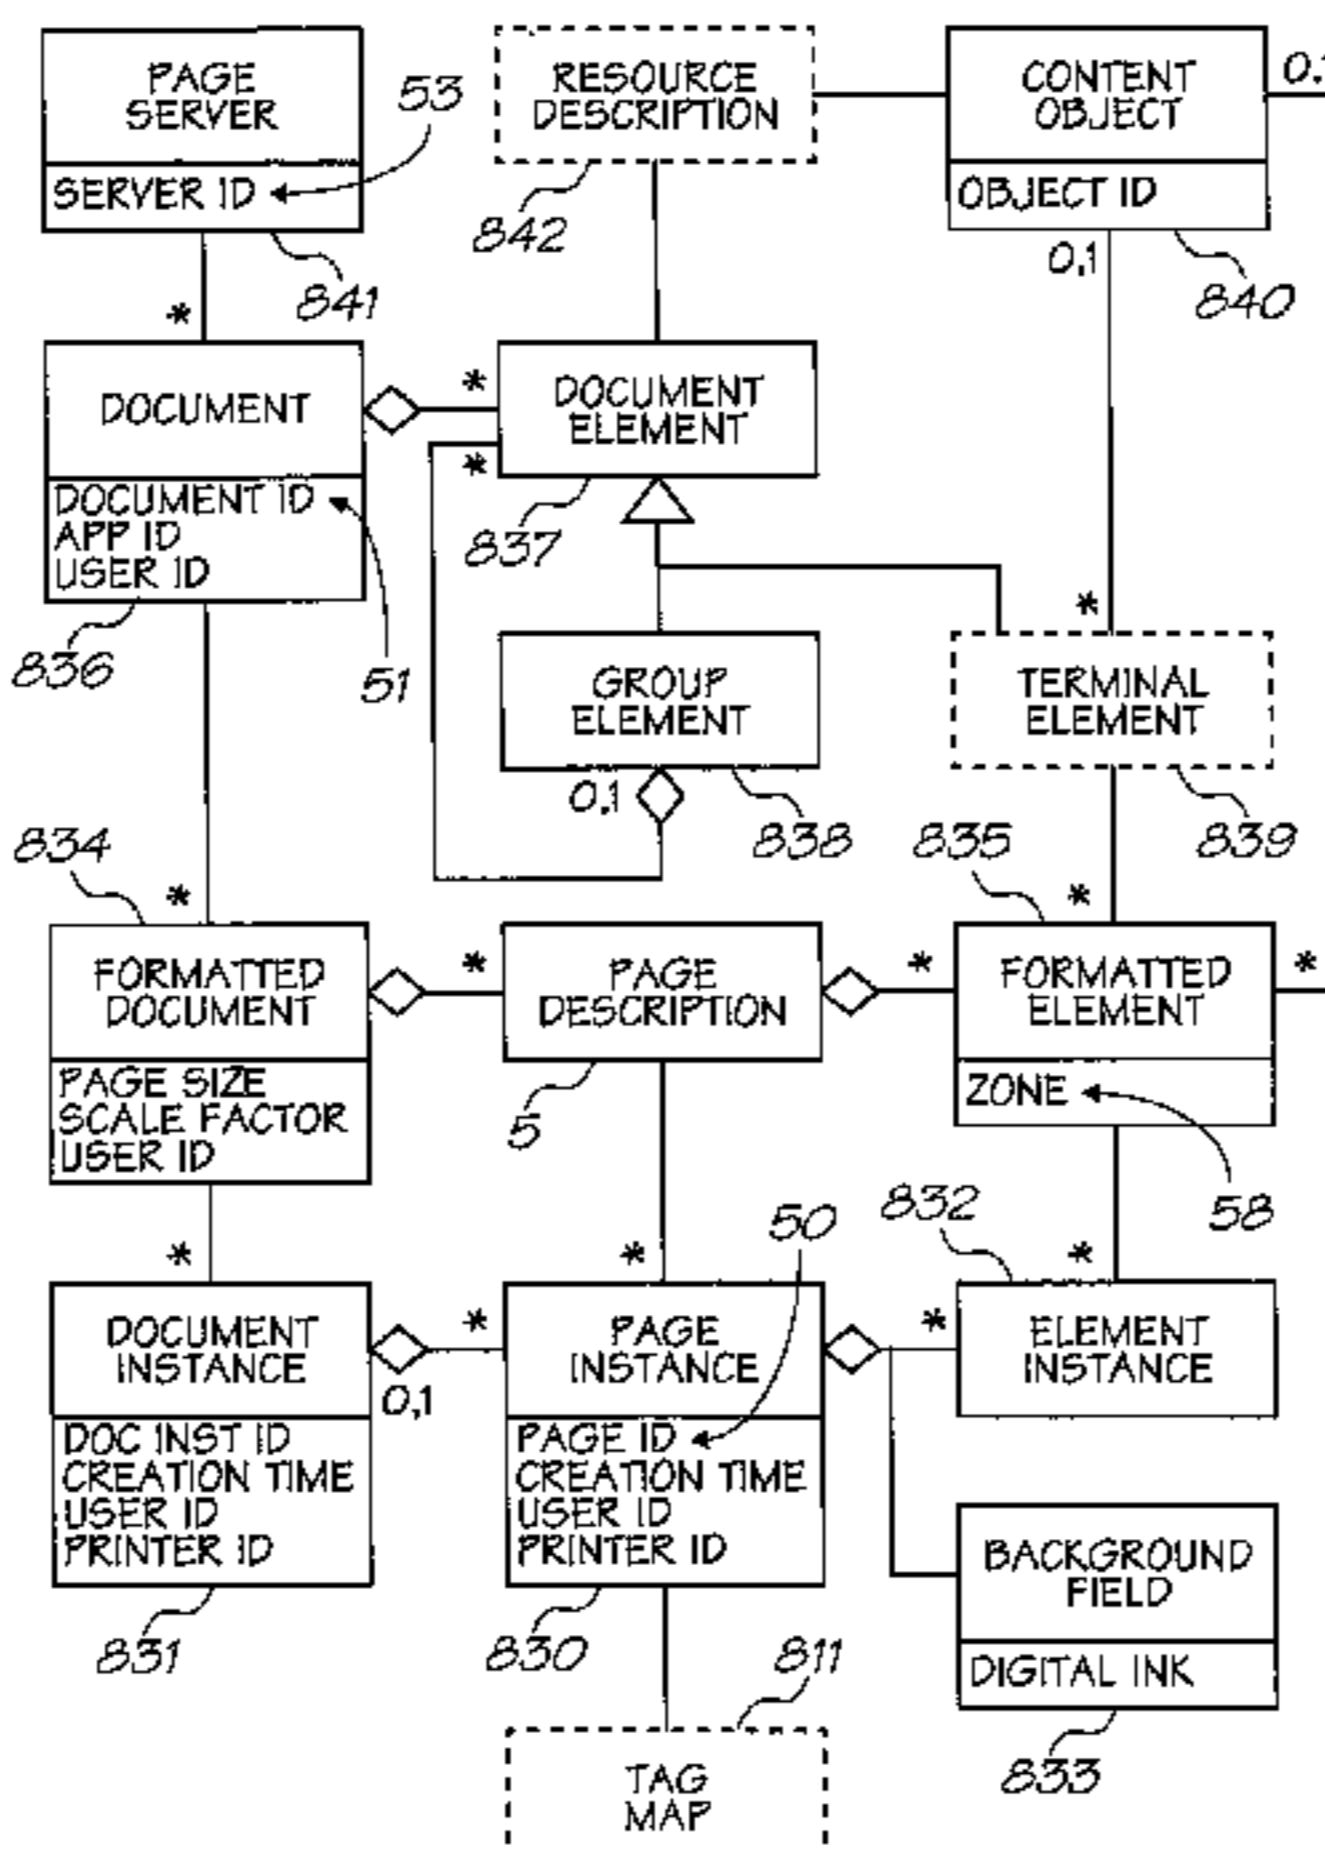 PAGE
SERVER
SERVER ID
53
841
RESOURCE
DESCRIPTION
842
CONTENT
OBJECT
OBJECT ID
0,1
840
*
DOCUMENT
DOCUMENT ID
APP ID
USER ID
836
51
*
*
DOCUMENT
ELEMENT
837
GROUP
ELEMENT
0,1
838
*
TERMINAL
ELEMENT
839
834
*
FORMATTED
DOCUMENT
PAGE SIZE
SCALE FACTOR
USER ID
*
PAGE
DESCRIPTION
5
835
*
*
FORMATTED
ELEMENT
*
ZONE
58
*
DOCUMENT
INSTANCE
0,1
DOC INST ID
CREATION TIME
USER ID
PRINTER ID
831
*
*
PAGE
INSTANCE
50
PAGE ID
CREATION TIME
USER ID
PRINTER ID
830
832
*
*
ELEMENT
INSTANCE
BACKGROUND
FIELD
DIGITAL INK
833
811
TAG
MAP